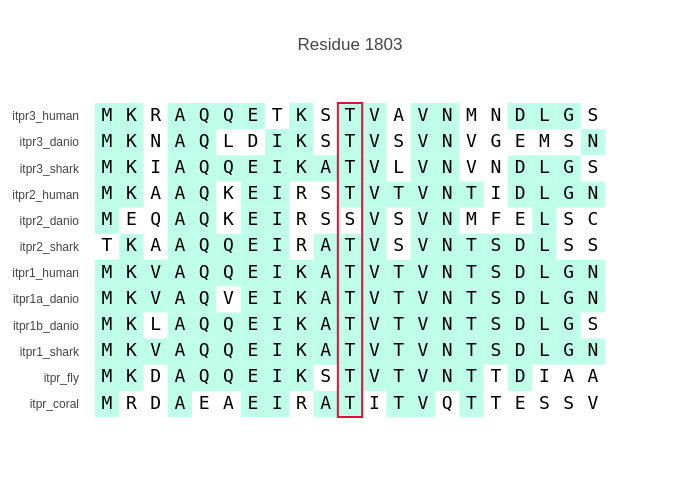 Residue 1803
itpr3_human M K R A Q Q E T K S T V A V N M N D L G S
itpr3_danio M K N A Q L D I K S T V S V N V G E M S N
itpr3_shark M K I A Q Q E I K A T V L V N V N D L G S
itpr2_human M K A A Q K E I R S T V T V N T I D L G N
itpr2_danio M E Q A Q K E I R S S V S V N M F E L S C
itpr2_shark T K A A Q Q E I R A T V S V N T S D L S S
itpr1_human M K V A Q Q E I K A T V T V N T S D L G N
itpr1a_danio M K V A Q V E I K A T V T V N T S D L G N
itpr1b_danio M K L A Q Q E I K A T V T V N T S D L G S
itpr1_shark M K V A Q Q E I K A T V T V N T S D L G N
itpr_fly M K D A Q Q E I K S T V T V N T T D I A A
itpr_coral M R D A E A E I R A T I T V Q T T E S S V